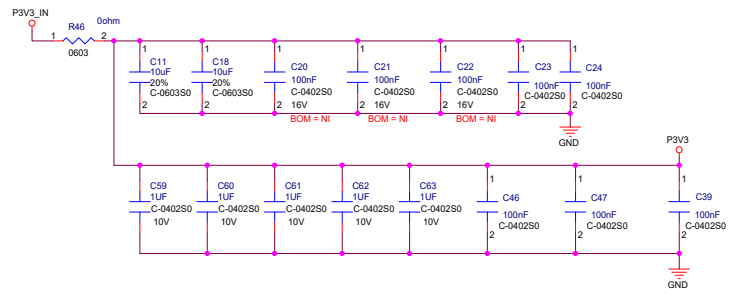 P3V3_IN
R46
0ohm
1
2
0603
1
C11
10uF
20%
C-0603S0
2
1
C18
10uF
20%
C-0603S0
2
1
C20
100nF
C-0402S0
2
16V
BOM = NI
1
C21
100nF
C-0402S0
2
16V
BOM = NI
1
C22
100nF
C-0402S0
2
16V
BOM = NI
1
C23
100nF
C-0402S0
2
1
C24
100nF
C-0402S0
2
GND
P3V3
C59
1UF
C-0402S0
10V
C60
1UF
C-0402S0
10V
C61
1UF
C-0402S0
10V
C62
1UF
C-0402S0
10V
C63
1UF
C-0402S0
10V
1
C46
100nF
C-0402S0
2
1
C47
100nF
C-0402S0
2
1
C39
100nF
C-0402S0
2
GND